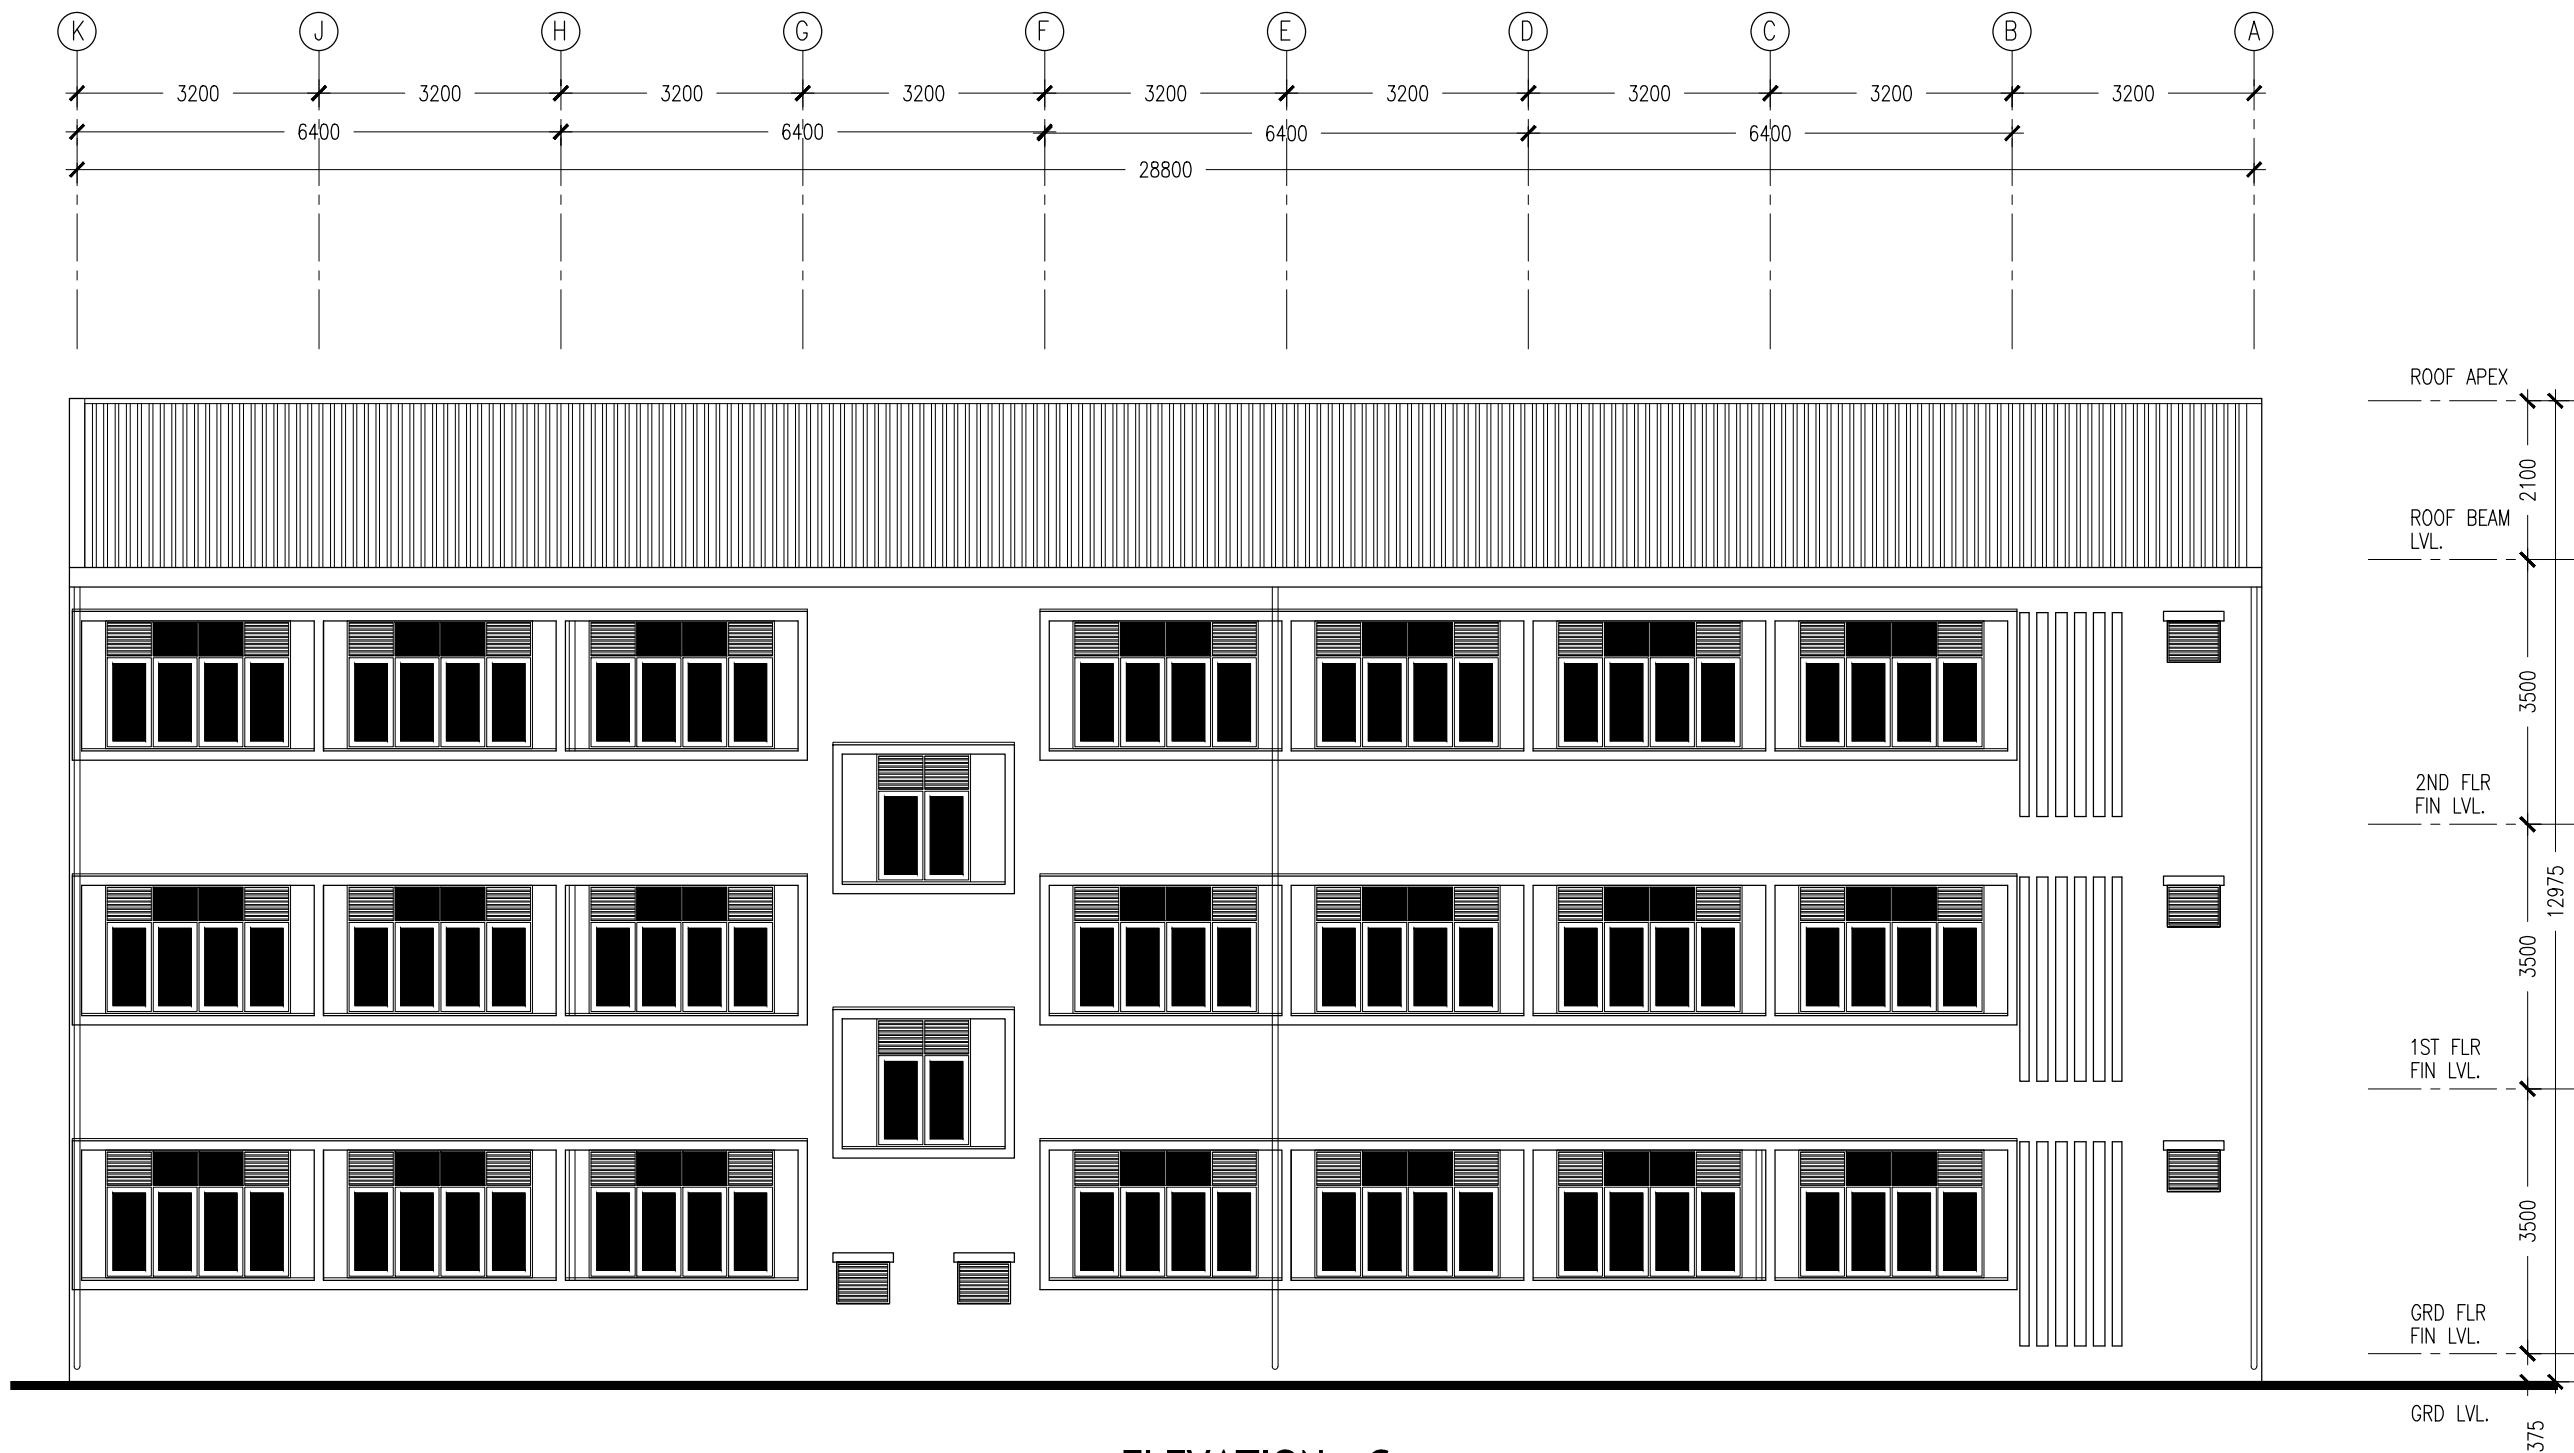 K J H G F E D C B A
3200 3200 3200 3200 3200 3200 3200 3200 3200
6400 6400 6400 6400
28800
ROOF APEX
2100
ROOF BEAM
LVL.
3500
2ND FLR
FIN LVL.
12975
3500
1ST FLR
FIN LVL.
3500
GRD FLR
FIN LVL.
GRD LVL.
375